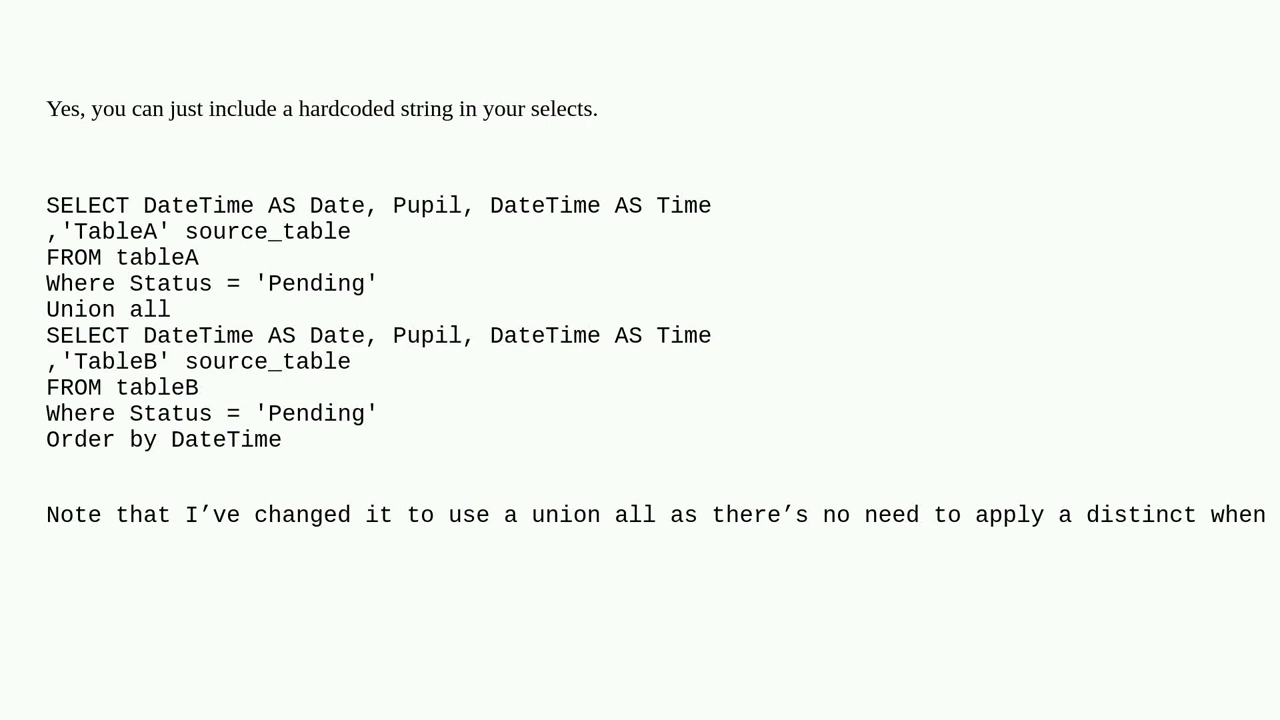 Yes, you can just include a hardcoded string in your selects.
SELECT DateTime AS Date, Pupil, DateTime AS Time
,'TableA' source_table
FROM tableA
Where Status = 'Pending'
Union all
SELECT DateTime AS Date, Pupil, DateTime AS Time
,'TableB' source_table
FROM tableB
Where Status = 'Pending'
Order by DateTime
Note that I’ve changed it to use a union all as there’s no need to apply a distinct when